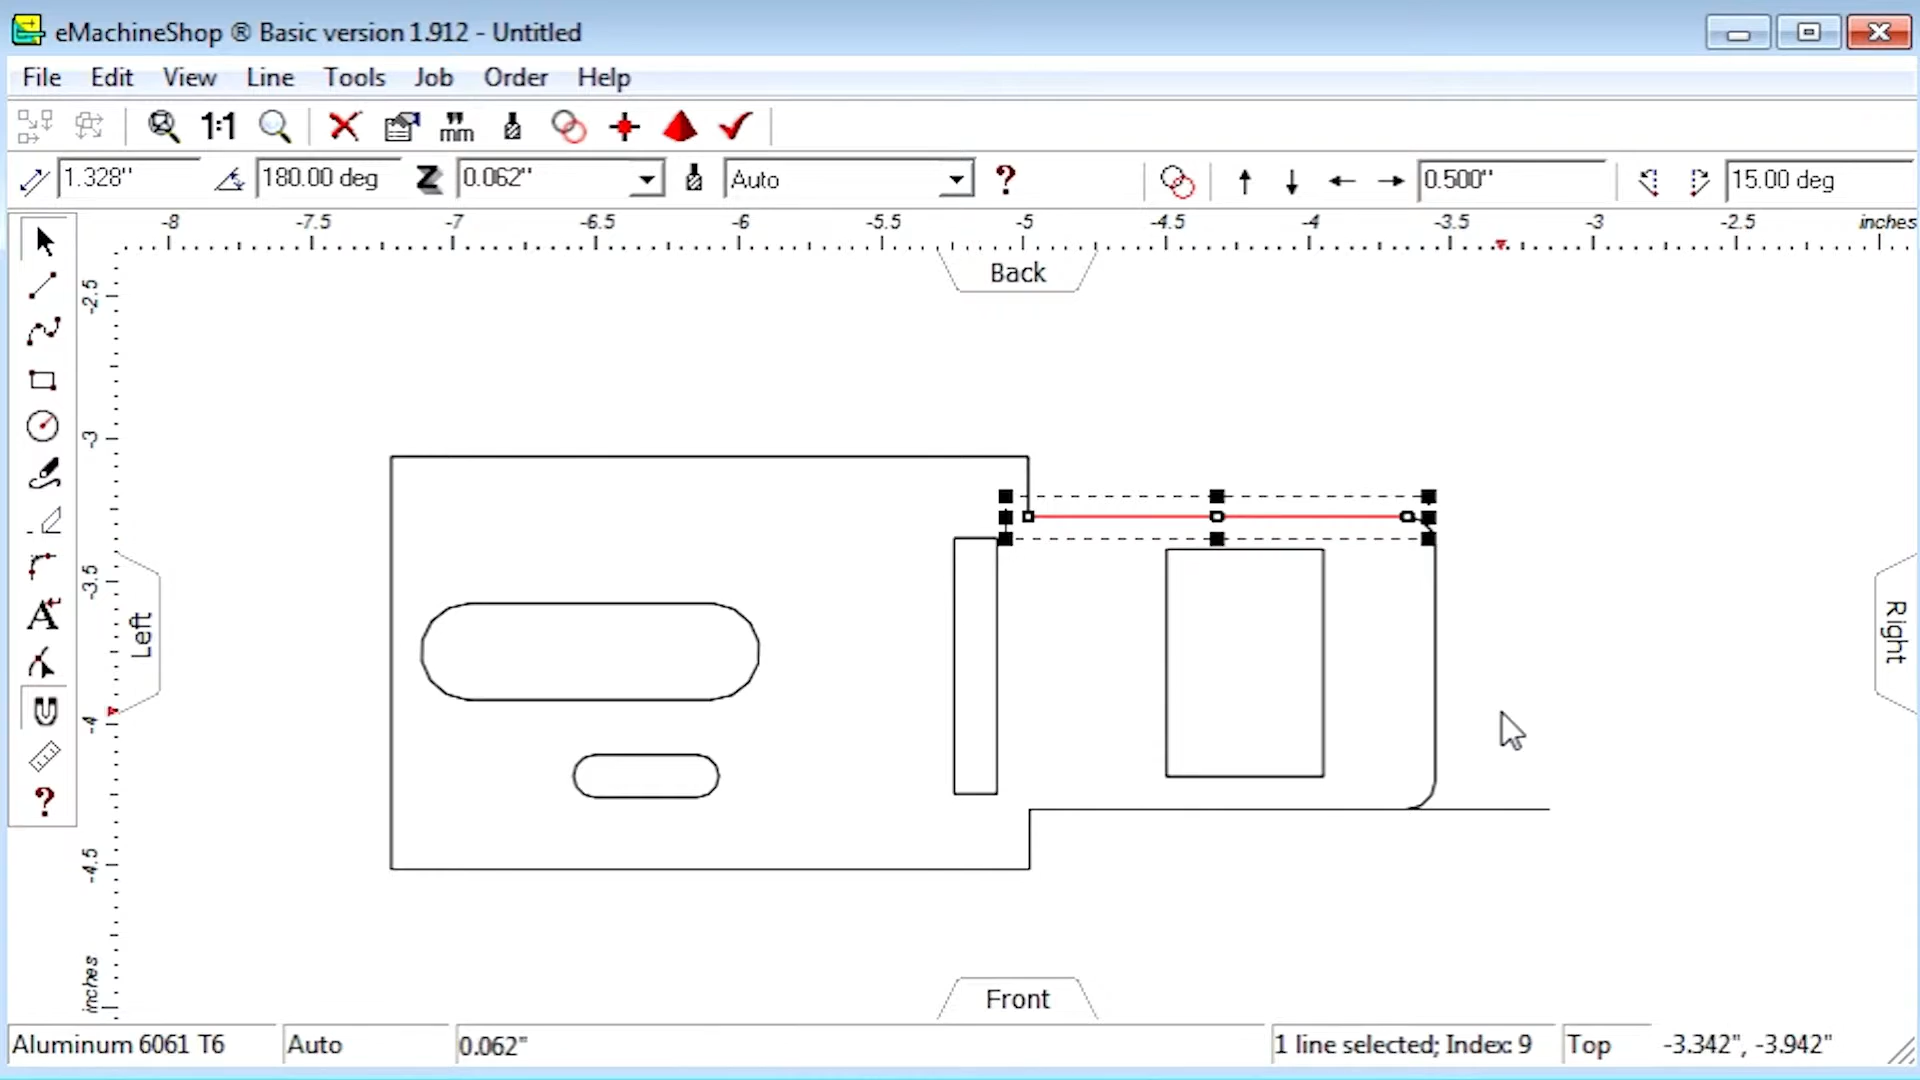 eMachineShop ® Basic version 1.912 - Untitled
File Edit View Line Tools Job Order Help
1:1 mm
1.328" 180.00 deg Z 0.062" Auto ? 0.500" 15.00 deg
-8 -7.5 -7 -6.5 -6 -5.5 -5 -4.5 -4 -3.5 -3 -2.5 inches
Back
-2.5
-3
-3.5
-4
-4.5
inches
A
?
Left
Right
Front
Aluminum 6061 T6 Auto 0.062" 1 line selected; Index: 9 Top -3.342", -3.942"